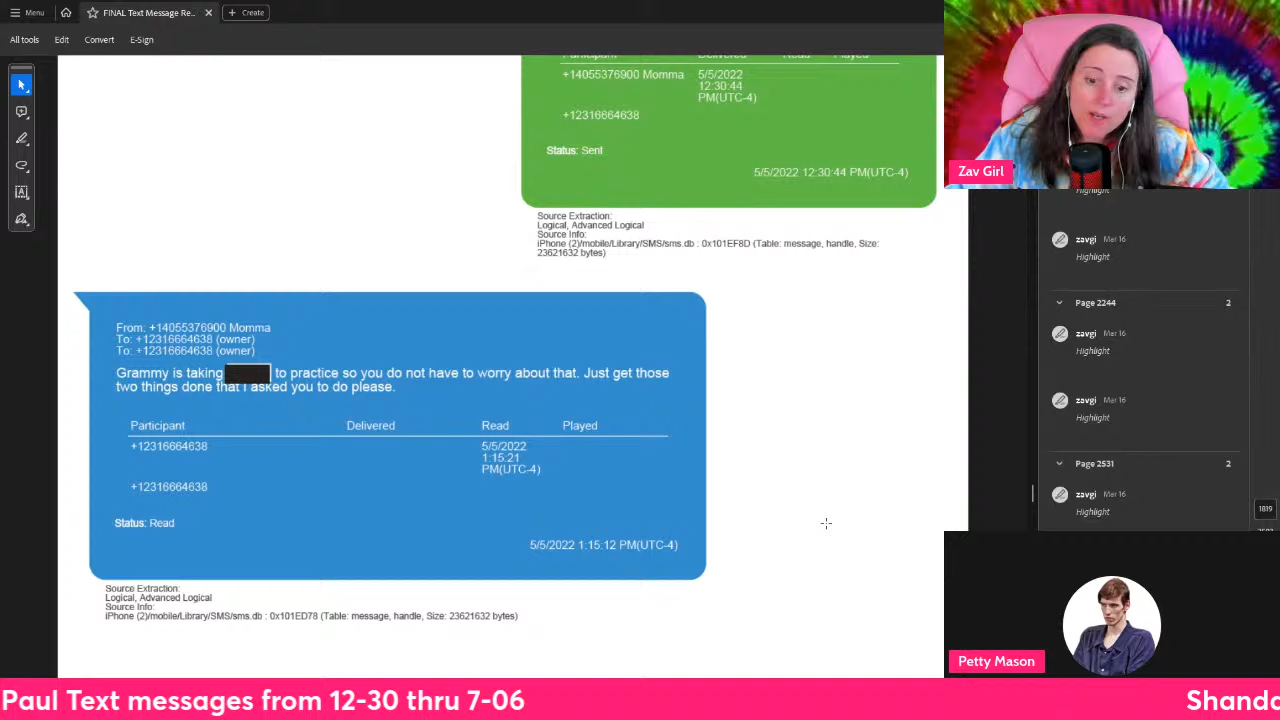 Menu
FINAL Text Message Re...
Create
All tools Edit Convert E-Sign
Participant Delivered Read Played
+14055376900 Momma 5/5/2022
12:30:44
PM(UTC-4)
+12316664638
Status: Sent
5/5/2022 12:30:44 PM(UTC-4)
Source Extraction:
Logical, Advanced Logical
Source Info:
iPhone (2)/mobile/Library/SMS/sms.db : 0x101EF8D (Table: message, handle, Size:
23621632 bytes)
From: +14055376900 Momma
To: +12316664638 (owner)
To: +12316664638 (owner)
Grammy is taking to practice so you do not have to worry about that. Just get those
two things done that I asked you to do please.
Participant Delivered Read Played
+12316664638 5/5/2022
1:15:21
PM(UTC-4)
+12316664638
Status: Read
5/5/2022 1:15:12 PM(UTC-4)
Source Extraction:
Logical, Advanced Logical
Source Info:
iPhone (2)/mobile/Library/SMS/sms.db : 0x101ED78 (Table: message, handle, Size: 23621632 bytes)
Zav Girl
Highlight
zavgi Mar 16
Highlight
Page 2244 2
zavgi Mar 16
Highlight
zavgi Mar 16
Highlight
Page 2531 2
zavgi Mar 16
Highlight
1819
Petty Mason
Paul Text messages from 12-30 thru 7-06
Shanda